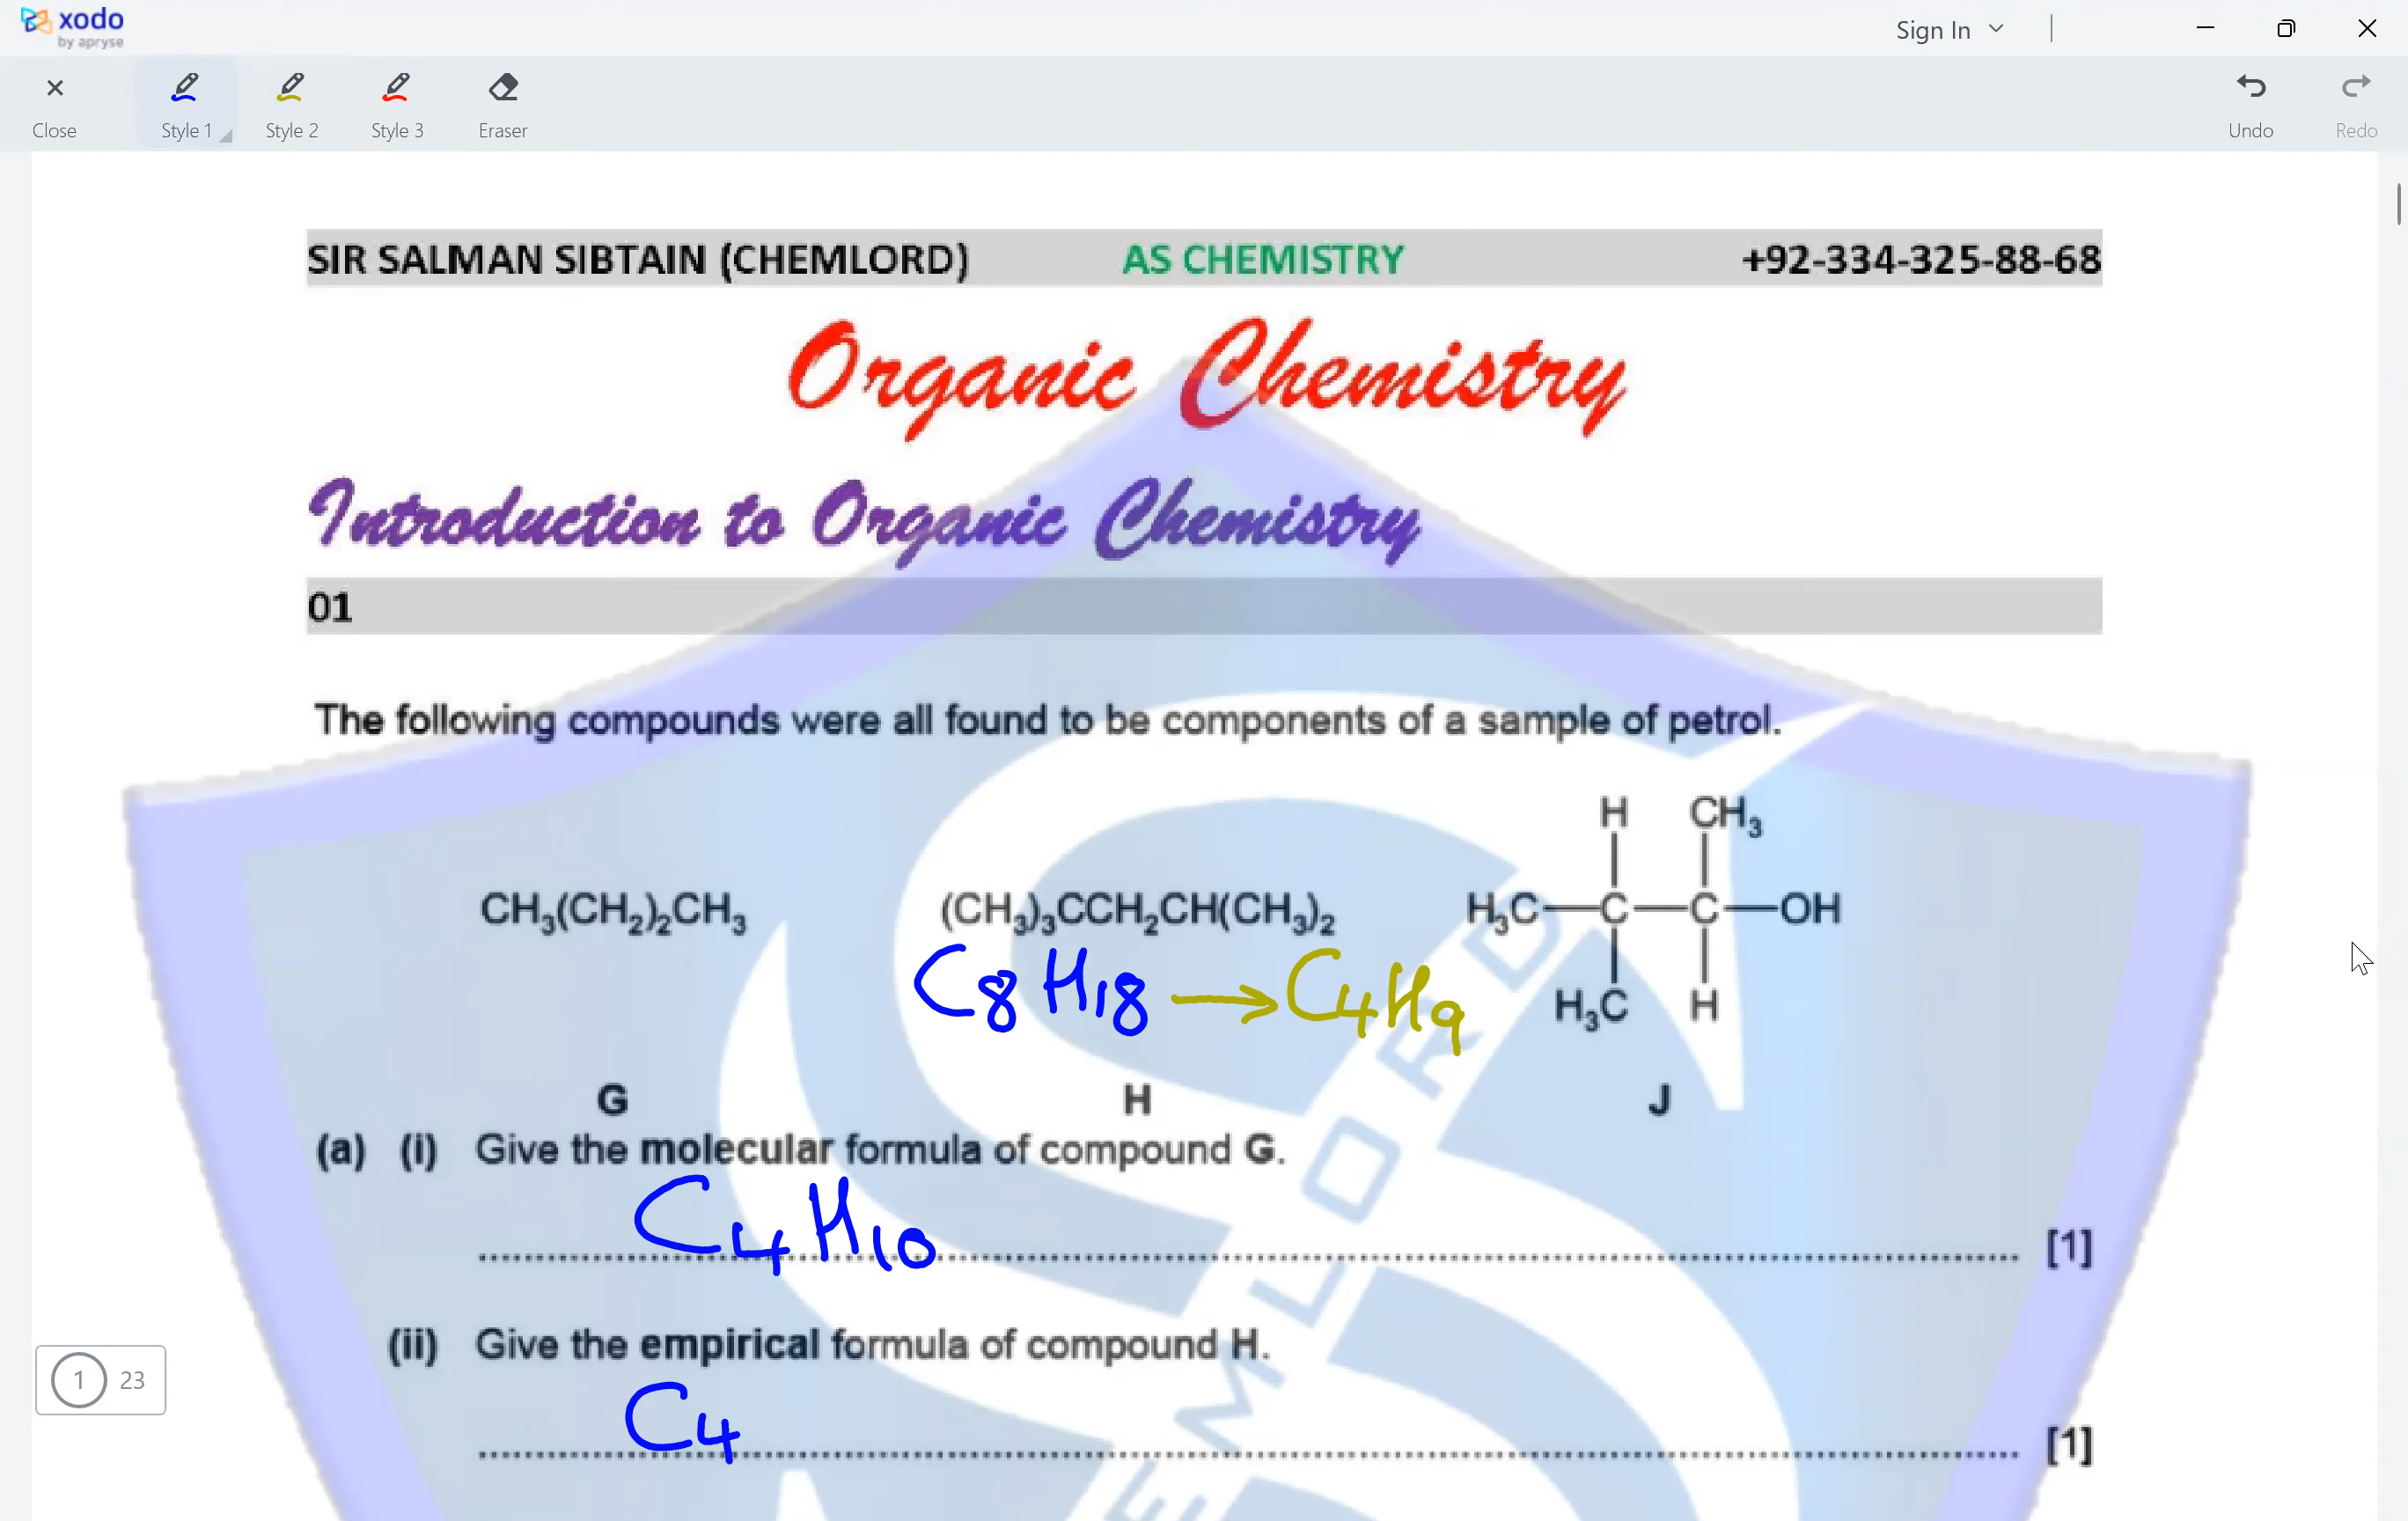 xodo
by apryse
Sign In
Close
Style 1
Style 2
Style 3
Eraser
Undo
Redo
SIR SALMAN SIBTAIN (CHEMLORD) AS CHEMISTRY +92-334-325-88-68
Organic Chemistry
Introduction to Organic Chemistry
01
The following compounds were all found to be components of a sample of petrol.
H CH₃
CH₃(CH₂)₂CH₃ (CH₃)₃CCH₂CH(CH₃)₂ H₃C—C—C—OH
C₈H₁₈ → C₄H₉
H₃C H
G H J
(a) (i) Give the molecular formula of compound G.
C₄H₁₀ [1]
(ii) Give the empirical formula of compound H.
C₄ [1]
1 23
EMLORD